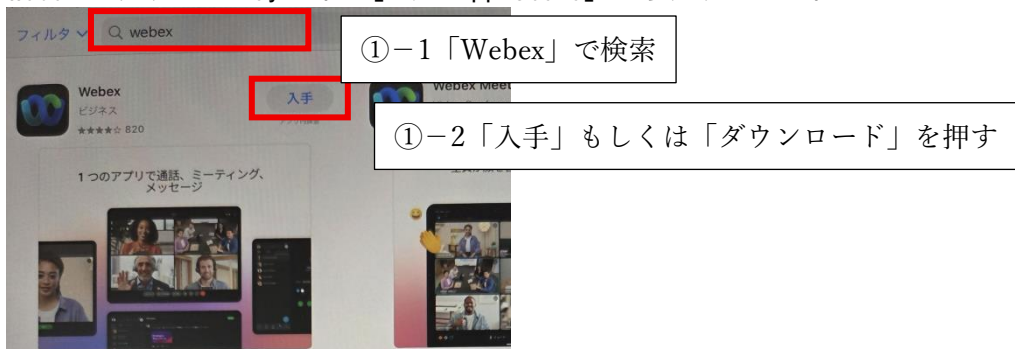 フィルタ
webex
①－1「Webex」で検索
Webex
ビジネス
★★★★☆ 820
入手
①－2「入手」もしくは「ダウンロード」を押す
1つのアプリで通話、ミーティング、
メッセージ